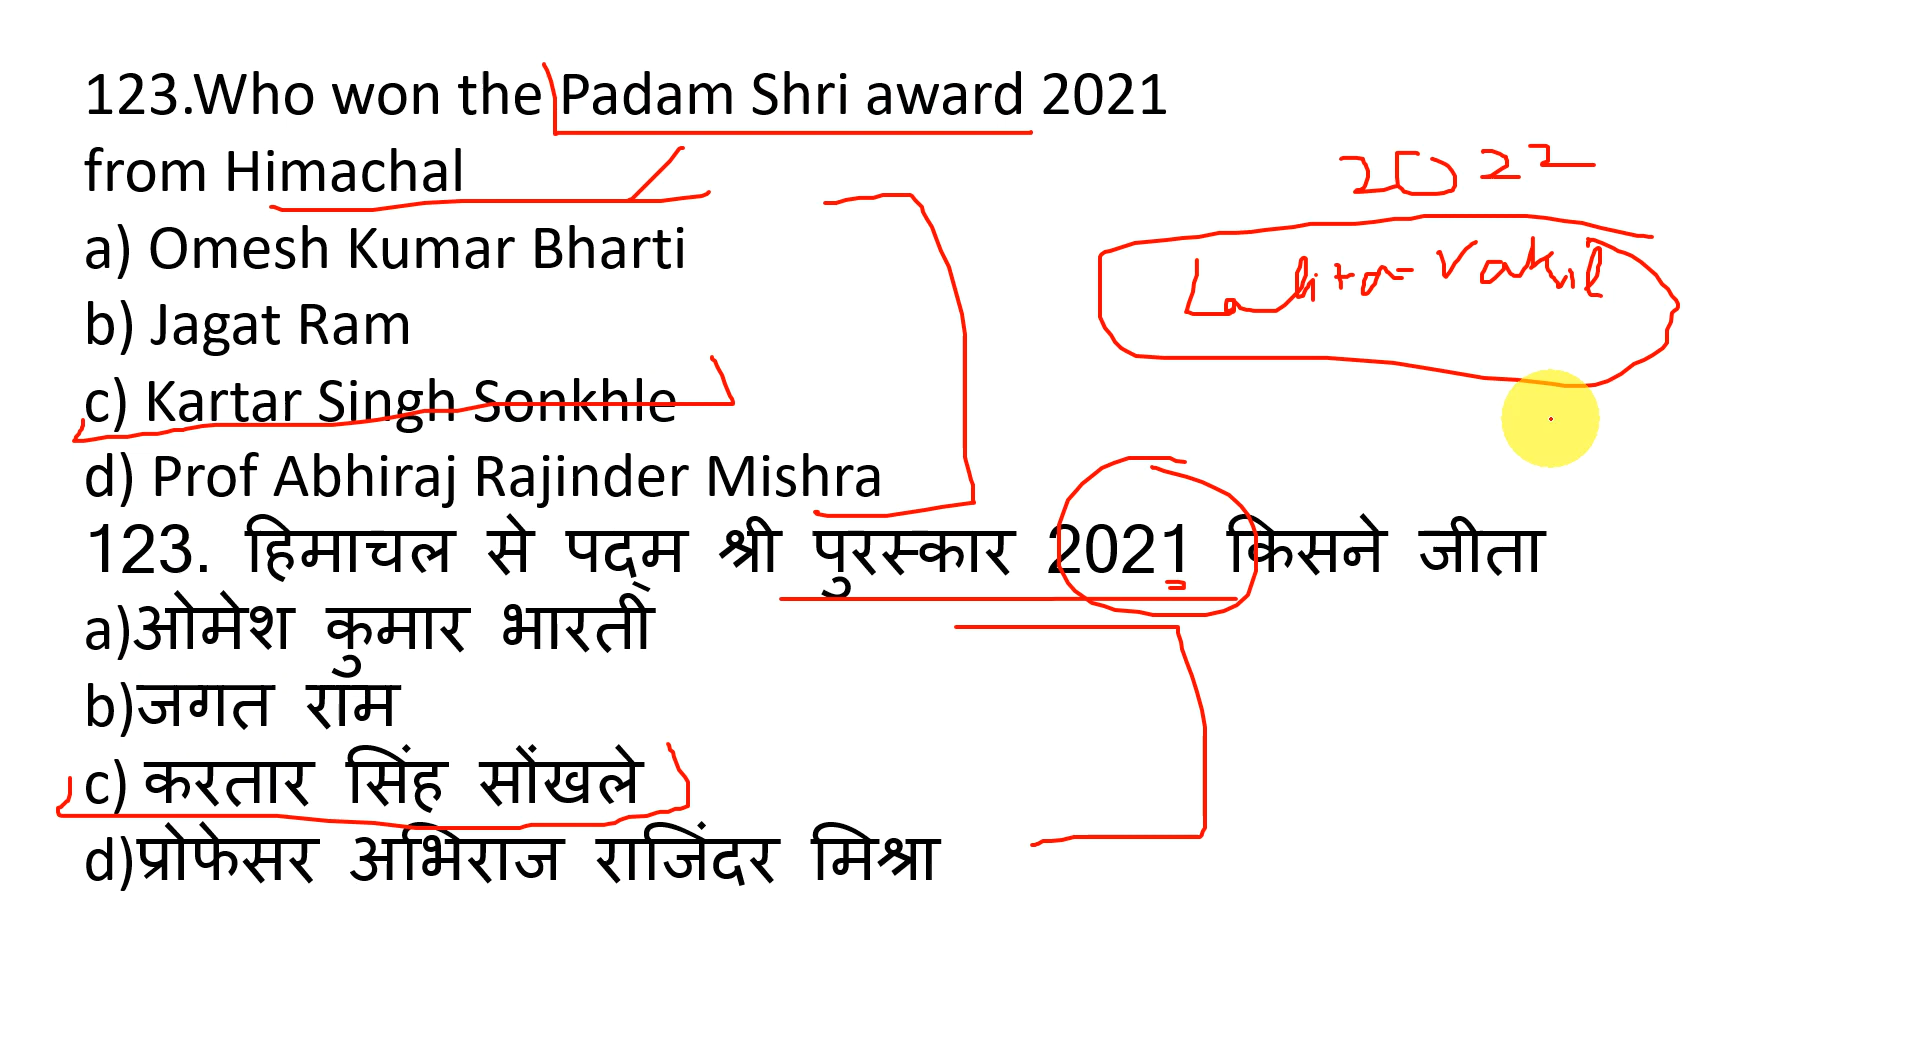 123.Who won the Padam Shri award 2021
from Himachal
a) Omesh Kumar Bharti
b) Jagat Ram
c) Kartar Singh Sonkhle
d) Prof Abhiraj Rajinder Mishra
2022
Lalita Vakil
123. हिमाचल से पद्म श्री पुरस्कार 2021 किसने जीता
a)ओमेश कुमार भारती
b)जगत राम
c) करतार सिंह सोंखले
d)प्रोफेसर अभिराज राजिंदर मिश्रा